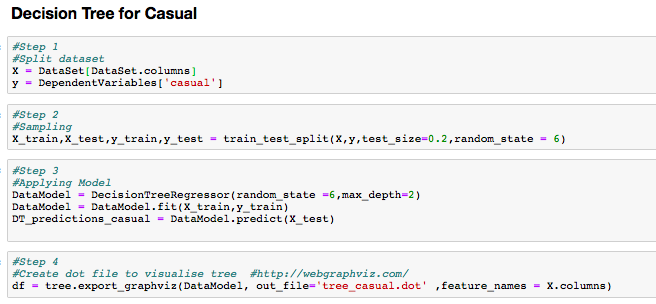 Decision Tree for Casual
#Step 1
#Split dataset
X = DataSet[DataSet.columns]
y = DependentVariables['casual']
#Step 2
#Sampling
X_train,X_test,y_train,y_test = train_test_split(X,y,test_size=0.2,random_state = 6)
#Step 3
#Applying Model
DataModel = DecisionTreeRegressor(random_state =6,max_depth=2)
DataModel = DataModel.fit(X_train,y_train)
DT_predictions_casual = DataModel.predict(X_test)
#Step 4
#Create dot file to visualise tree  #http://webgraphviz.com/
df = tree.export_graphviz(DataModel, out_file='tree_casual.dot' ,feature_names = X.columns)